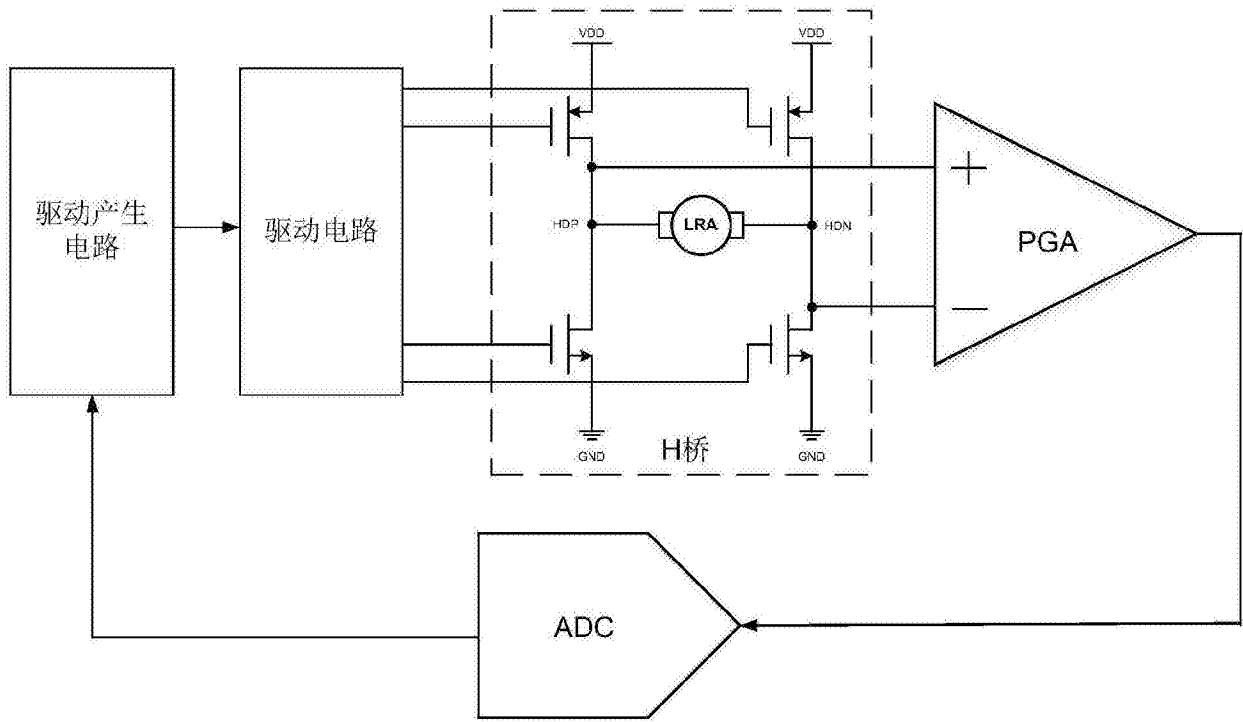 VDD
VDD
驱动产生
电路
驱动电路
HDP
LRA
HDN
+
PGA
—
GND
H桥
GND
ADC